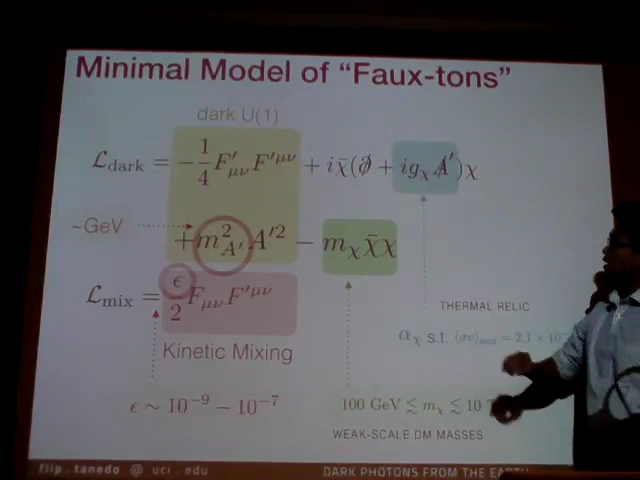 Minimal Model of “Faux-tons”
dark U(1)
ℒ_dark = −1/4 F′_μν F′^μν + iχ̄(∂̸ + ig_χ A̸′)χ
~GeV
+m²_A′ A′² − m_χ χ̄χ
ℒ_mix = ε/2 F_μν F′^μν
Kinetic Mixing
THERMAL RELIC
α_χ S.T. ⟨σv⟩_ann = 2.1 × 10
ε ∼ 10⁻⁹ − 10⁻⁷
100 GeV ≲ m_χ ≲ 10
WEAK-SCALE DM MASSES
flip.tanedo @ uci.edu
DARK PHOTONS FROM THE